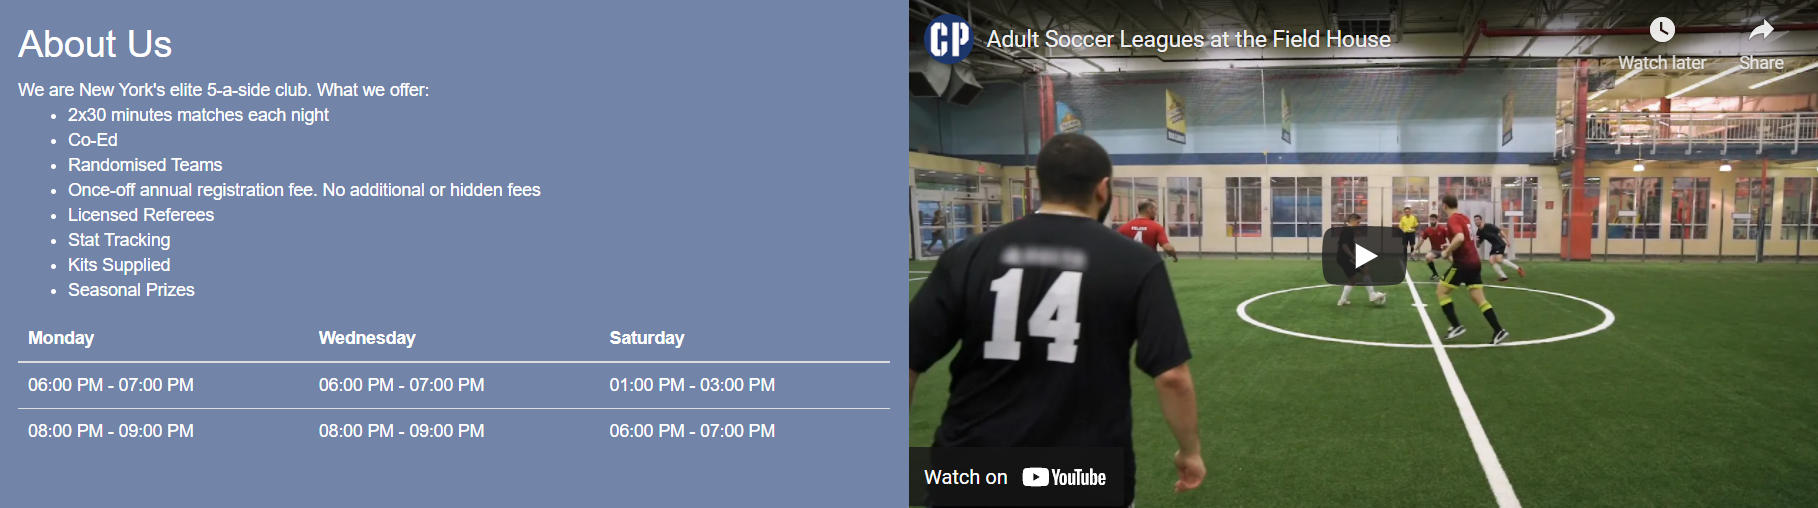 About Us
We are New York's elite 5-a-side club. What we offer:
2x30 minutes matches each night
Co-Ed
Randomised Teams
Once-off annual registration fee. No additional or hidden fees
Licensed Referees
Stat Tracking
Kits Supplied
Seasonal Prizes
Monday Wednesday Saturday
06:00 PM - 07:00 PM 06:00 PM - 07:00 PM 01:00 PM - 03:00 PM
08:00 PM - 09:00 PM 08:00 PM - 09:00 PM 06:00 PM - 07:00 PM
CP Adult Soccer Leagues at the Field House
Watch later Share
4
14
Watch on YouTube